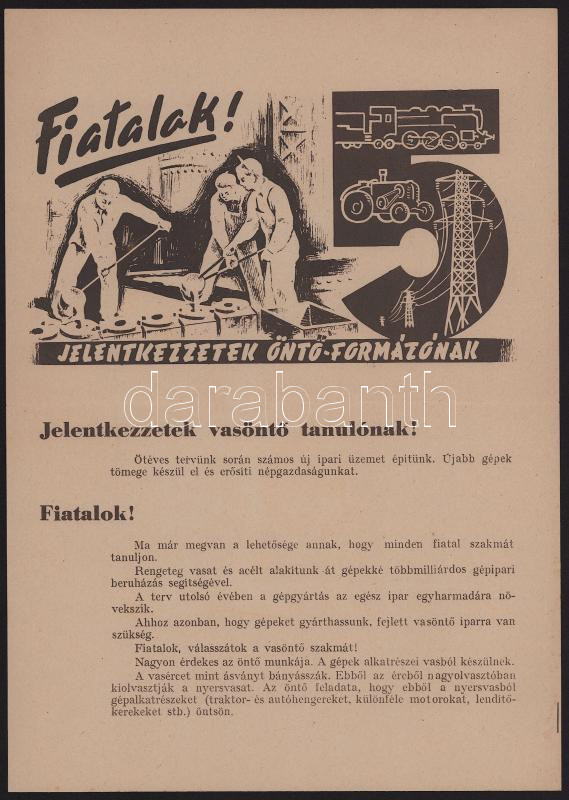 Fiatalok!
5
JELENTKEZZETEK ÖNTŐ-FORMÁZÓNAK
darabanth
Jelentkezzetek vasöntő tanulónak!
Ötéves tervünk során számos új ipari üzemet építünk. Újabb gépek
tömege készül el és erősiti népgazdaságunkat.
Fiatalok!
Ma már megvan a lehetősége annak, hogy minden fiatal szakmát
tanuljon.
Rengeteg vasat és acélt alakitunk át gépekké többmilliárdos gépipari
beruházás segitségével.
A terv utolsó évében a gépgyártás az egész ipar egyharmadára nö-
vekszik.
Ahhoz azonban, hogy gépeket gyárthassunk, fejlett vasöntő iparra van
szükség.
Fiatalok, válasszátok a vasöntő szakmát!
Nagyon érdekes az öntő munkája. A gépek alkatrészei vasból készülnek.
A vasércet mint ásványt bányásszák. Ebből az ércből nagyolvasztóban
kiolvasztják a nyersvasat. Az öntő feladata, hogy ebből a nyersvasból
gépalkatrészeket (traktor- és autóhengereket, különféle motorokat, lenditő-
kerekeket stb.) öntsön.